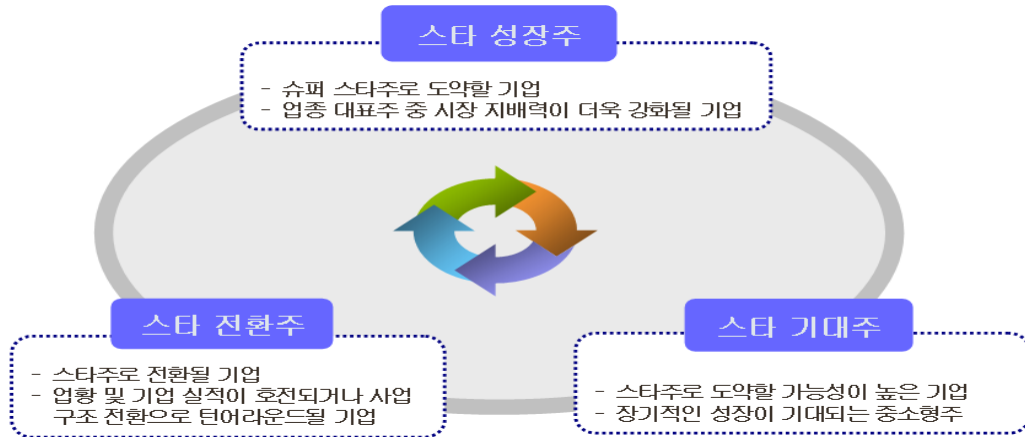 스타 성장주
- 슈퍼 스타주로 도약할 기업
- 업종 대표주 중 시장 지배력이 더욱 강화될 기업
스타 전환주
- 스타주로 전환될 기업
- 업황 및 기업 실적이 호전되거나 사업
구조 전환으로 턴어라운드될 기업
스타 기대주
- 스타주로 도약할 가능성이 높은 기업
- 장기적인 성장이 기대되는 중소형주